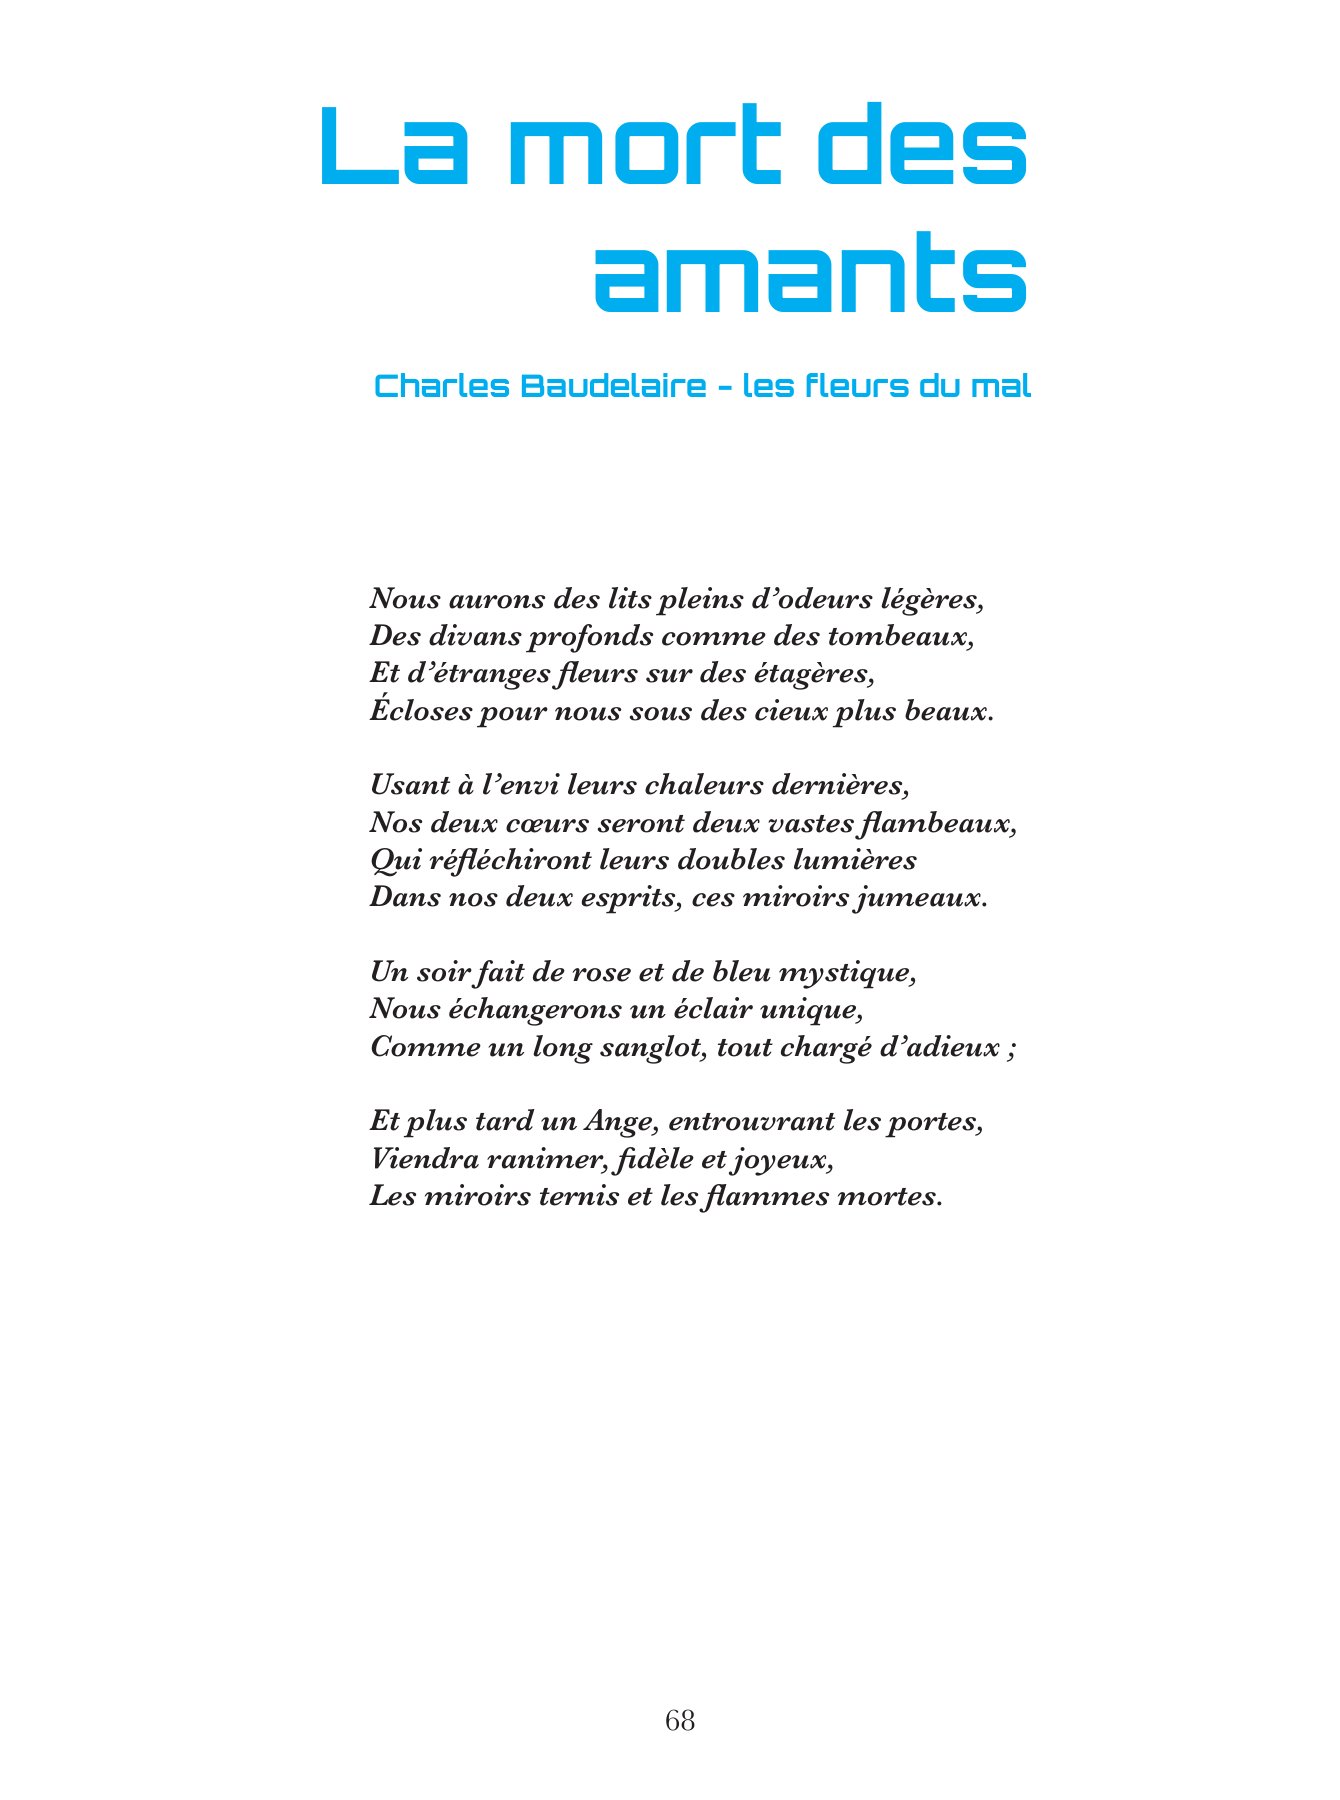 La mort des
amants
Charles Baudelaire - les fleurs du mal
Nous aurons des lits pleins d’odeurs légères,
Des divans profonds comme des tombeaux,
Et d’étranges fleurs sur des étagères,
Écloses pour nous sous des cieux plus beaux.
Usant à l’envi leurs chaleurs dernières,
Nos deux cœurs seront deux vastes flambeaux,
Qui réfléchiront leurs doubles lumières
Dans nos deux esprits, ces miroirs jumeaux.
Un soir fait de rose et de bleu mystique,
Nous échangerons un éclair unique,
Comme un long sanglot, tout chargé d’adieux ;
Et plus tard un Ange, entrouvrant les portes,
Viendra ranimer, fidèle et joyeux,
Les miroirs ternis et les flammes mortes.
68